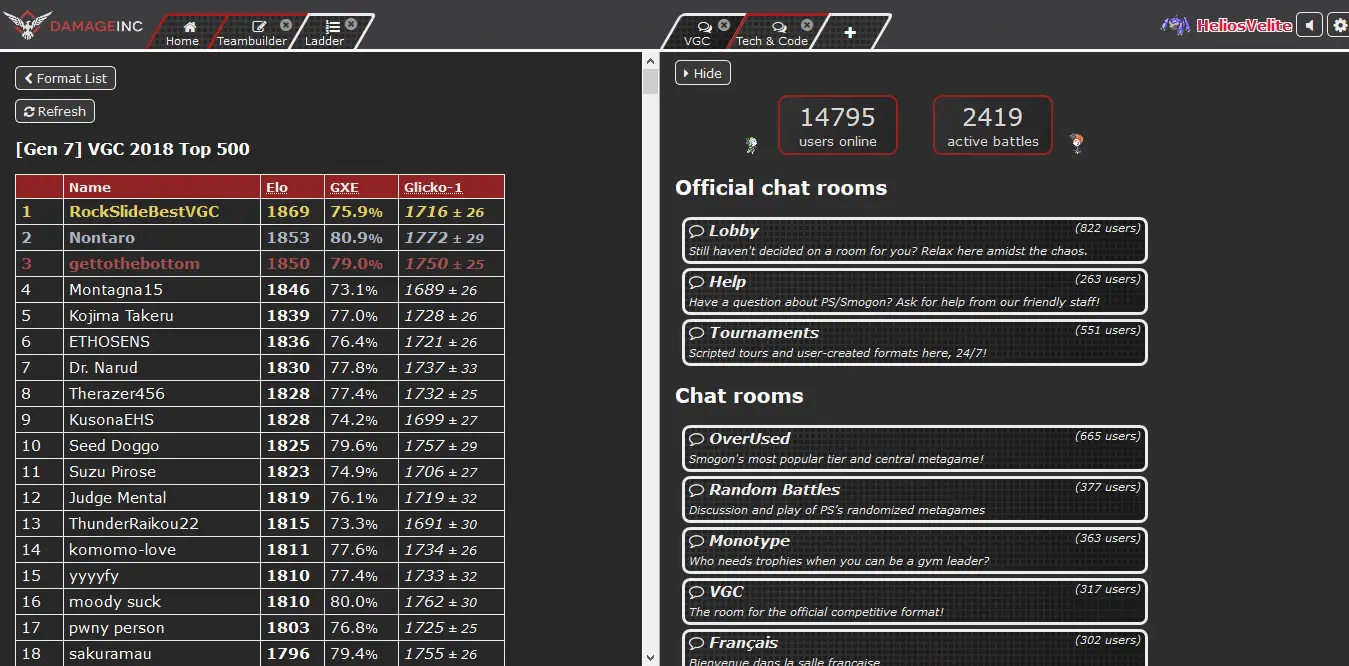 DAMAGEINC
Home
Teambuilder
Ladder
VGC
Tech & Code
HeliosVelite
Format List
Refresh
[Gen 7] VGC 2018 Top 500
Name Elo GXE Glicko-1
1 RockSlideBestVGC 1869 75.9% 1716 ± 26
2 Nontaro 1853 80.9% 1772 ± 29
3 gettothebottom 1850 79.0% 1750 ± 25
4 Montagna15 1846 73.1% 1689 ± 26
5 Kojima Takeru 1839 77.0% 1728 ± 26
6 ETHOSENS 1836 76.4% 1721 ± 26
7 Dr. Narud 1830 77.8% 1737 ± 33
8 Therazer456 1828 77.4% 1732 ± 25
9 KusonaEHS 1828 74.2% 1699 ± 27
10 Seed Doggo 1825 79.6% 1757 ± 29
11 Suzu Pirose 1823 74.9% 1706 ± 27
12 Judge Mental 1819 76.1% 1719 ± 32
13 ThunderRaikou22 1815 73.3% 1691 ± 30
14 komomo-love 1811 77.6% 1734 ± 26
15 yyyyfy 1810 77.4% 1733 ± 32
16 moody suck 1810 80.0% 1762 ± 30
17 pwny person 1803 76.8% 1725 ± 25
18 sakuramau 1796 79.4% 1755 ± 26
Hide
14795
users online
2419
active battles
Official chat rooms
Lobby (822 users)
Still haven't decided on a room for you? Relax here amidst the chaos.
Help (263 users)
Have a question about PS/Smogon? Ask for help from our friendly staff!
Tournaments (551 users)
Scripted tours and user-created formats here, 24/7!
Chat rooms
OverUsed (665 users)
Smogon's most popular tier and central metagame!
Random Battles (377 users)
Discussion and play of PS's randomized metagames
Monotype (363 users)
Who needs trophies when you can be a gym leader?
VGC (317 users)
The room for the official competitive format!
Français (302 users)
Bienvenue dans la salle française